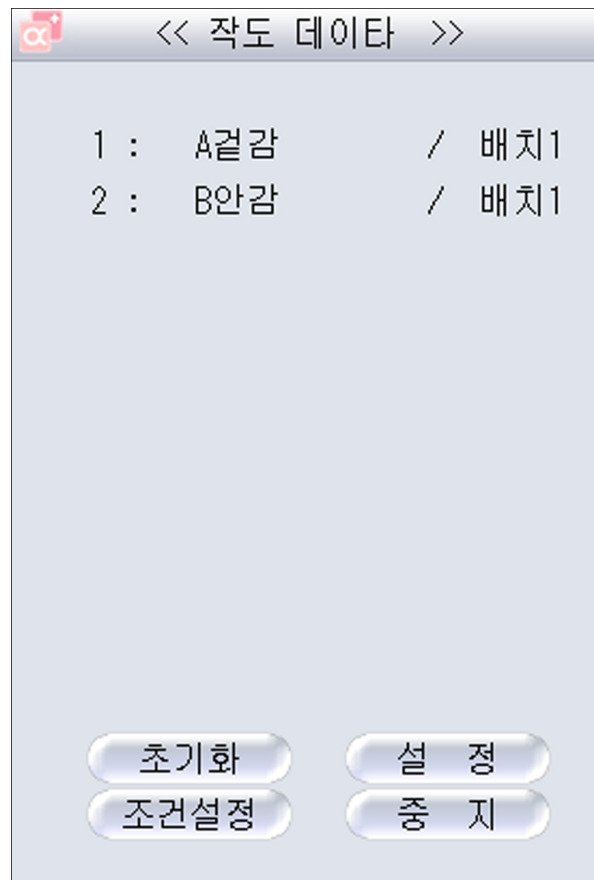 << 작도 데이타 >>
1 : A겉감 / 배치1
2 : B안감 / 배치1
초기화 설 정
조건설정 중 지